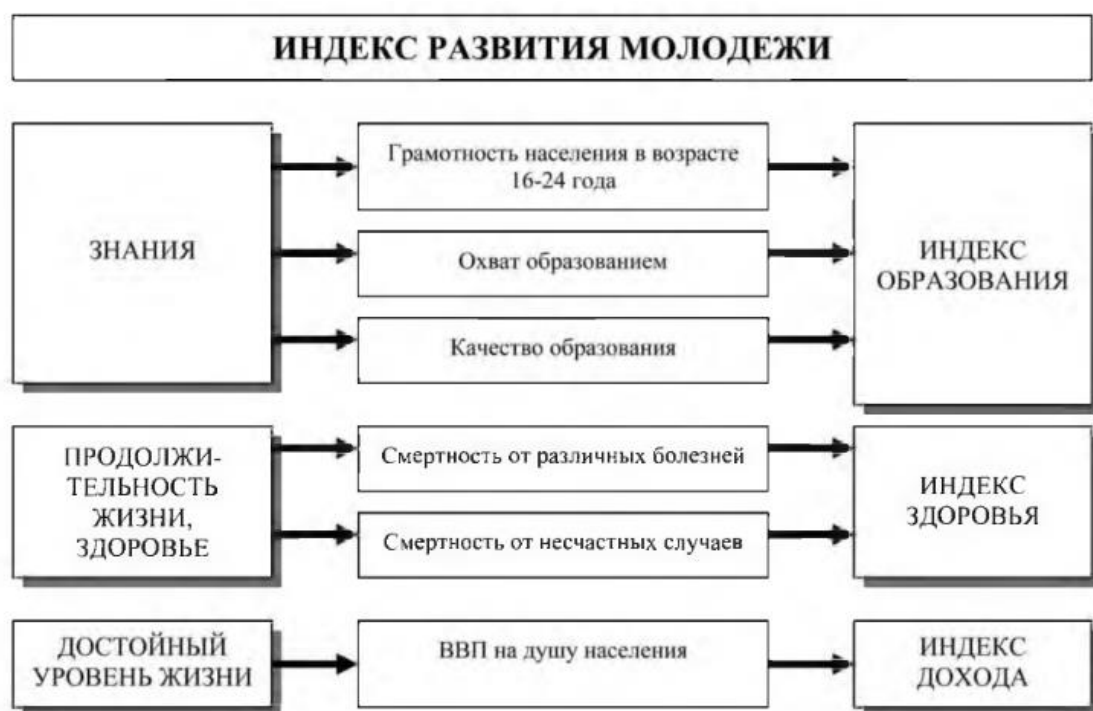 ИНДЕКС РАЗВИТИЯ МОЛОДЕЖИ
ЗНАНИЯ
Грамотность населения в возрасте
16-24 года
Охват образованием
Качество образования
ИНДЕКС
ОБРАЗОВАНИЯ
ПРОДОЛЖИ-
ТЕЛЬНОСТЬ
ЖИЗНИ,
ЗДОРОВЬЕ
Смертность от различных болезней
Смертность от несчастных случаев
ИНДЕКС
ЗДОРОВЬЯ
ДОСТОЙНЫЙ
УРОВЕНЬ ЖИЗНИ
ВВП на душу населения
ИНДЕКС
ДОХОДА